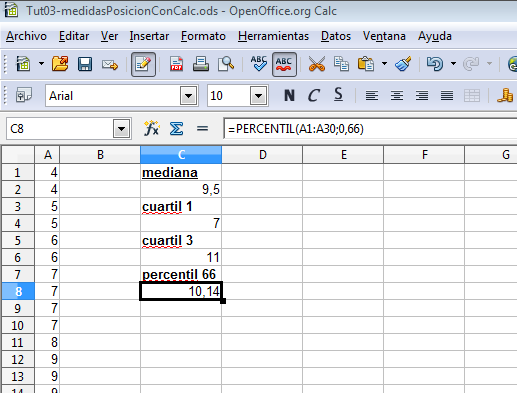 Tut03-medidasPosicionConCalc.ods - OpenOffice.org Calc
Archivo Editar Ver Insertar Formato Herramientas Datos Ventana Ayuda
ABC ABC
Arial 10 N C S
C8 =PERCENTIL(A1:A30;0,66)
A B C D E F G
1 4 mediana
2 4 9,5
3 5 cuartil 1
4 5 7
5 6 cuartil 3
6 6 11
7 7 percentil 66
8 7 10,14
9 7
10 7
11 8
12 9
13 9
14 9